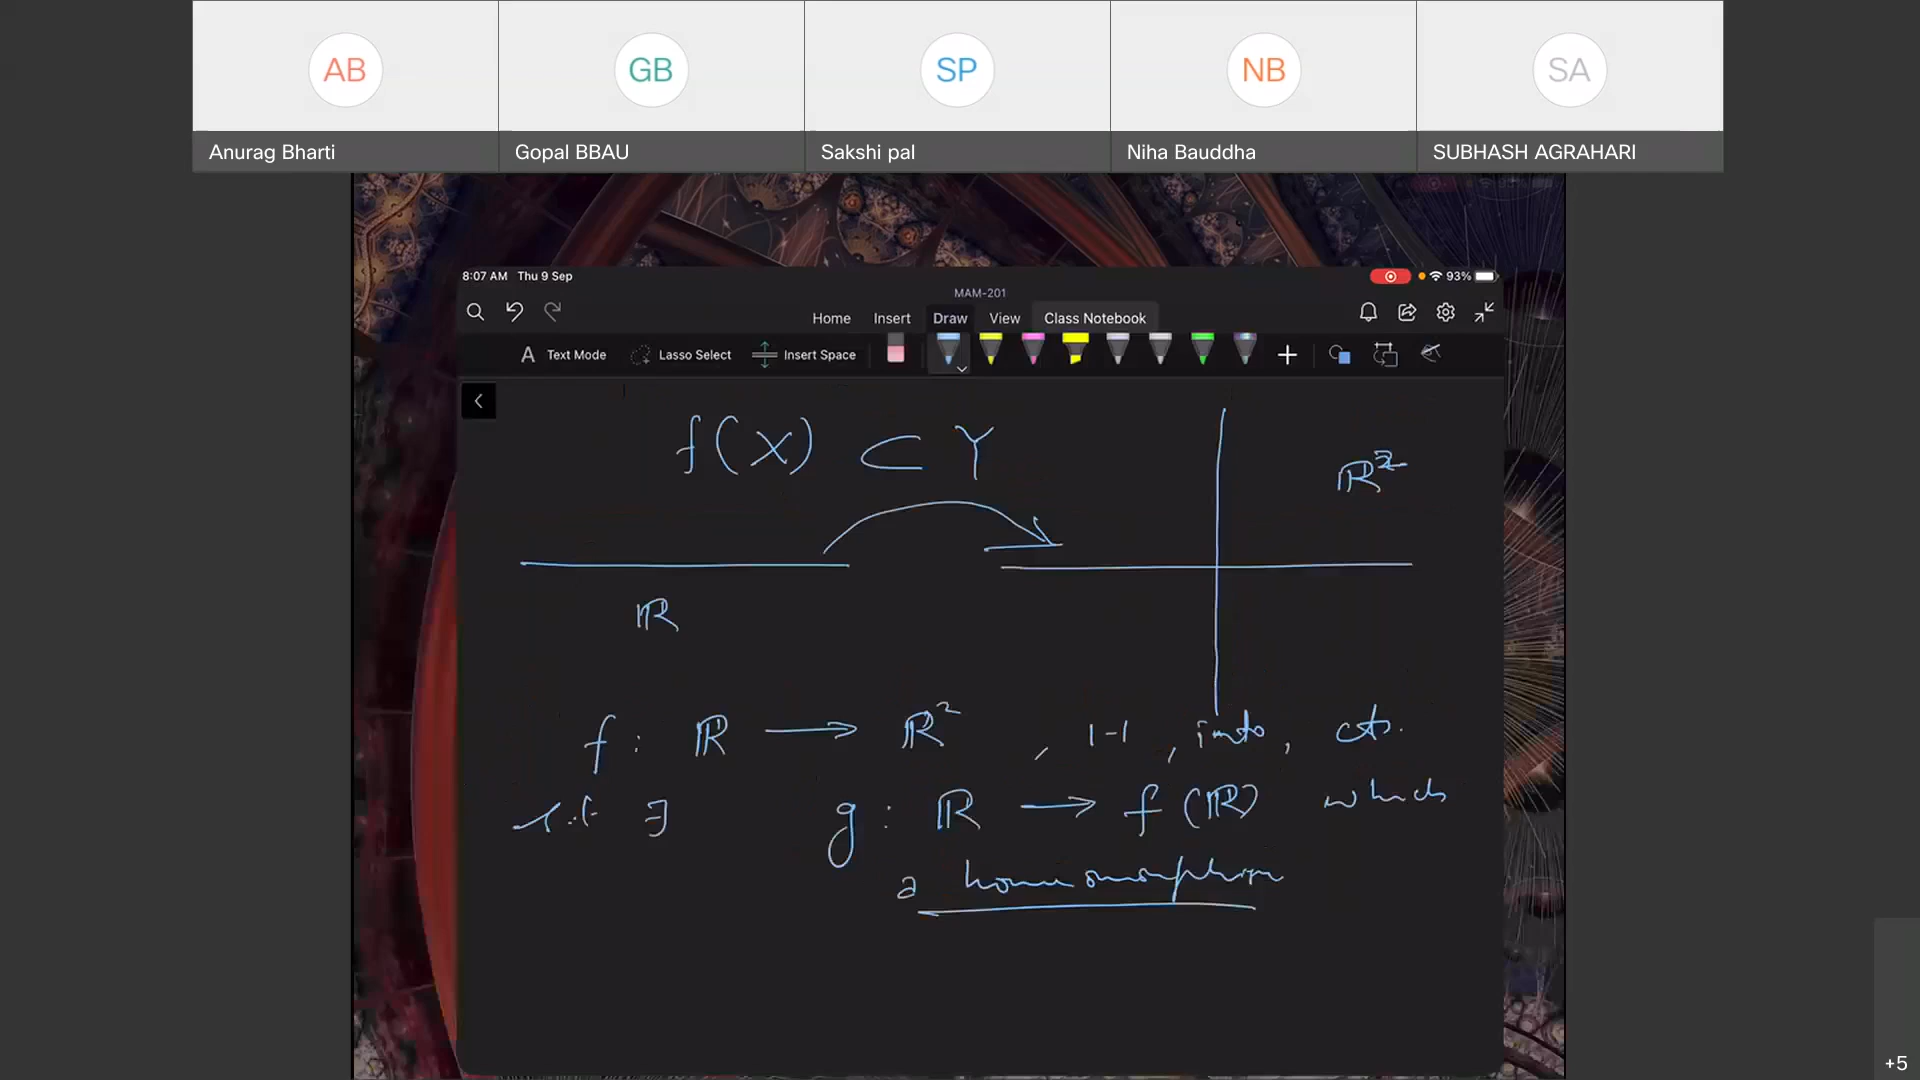 AB GB SP NB SA
Anurag Bharti Gopal BBAU Sakshi pal Niha Bauddha SUBHASH AGRAHARI
8:07 AM Thu 9 Sep 93%
MAM-201
Home Insert Draw View Class Notebook
A Text Mode Lasso Select Insert Space
f(X) ⊂ Y
ℝ²
ℝ
f : ℝ → ℝ² , 1-1 , into, cts.
s.t ∃ g : ℝ → f(ℝ) which
a homeomorphism
+5